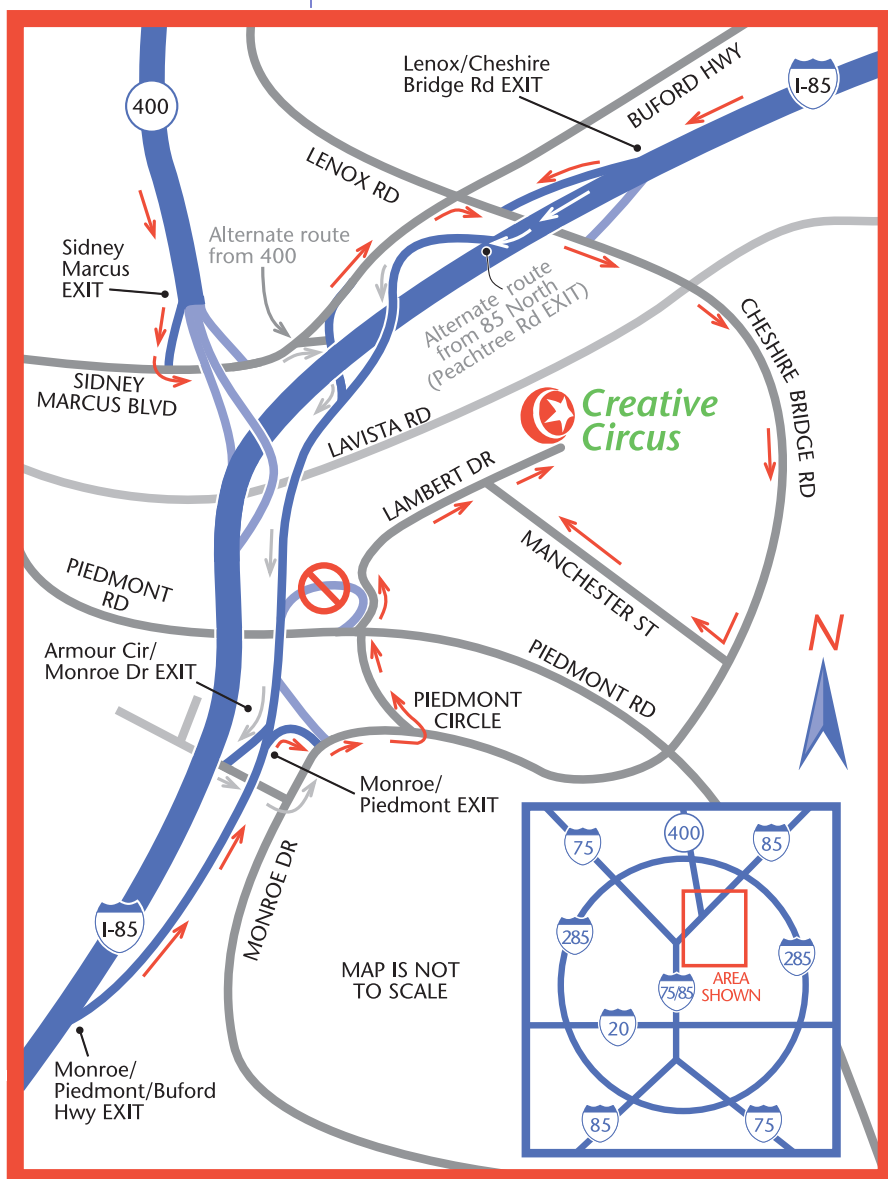 400
Lenox/Cheshire
Bridge Rd EXIT
BUFORD HWY
I-85
LENOX RD
Sidney
Marcus
EXIT
Alternate route
from 400
Alternate route
from 85 North
(Peachtree Rd EXIT)
SIDNEY
MARCUS BLVD
CHESHIRE BRIDGE RD
LAVISTA RD
Creative
Circus
LAMBERT DR
MANCHESTER ST
PIEDMONT
RD
Armour Cir/
Monroe Dr EXIT
PIEDMONT RD
PIEDMONT
CIRCLE
N
Monroe/
Piedmont EXIT
MONROE DR
I-85
MAP IS NOT
TO SCALE
Monroe/
Piedmont/Buford
Hwy EXIT
75
400
85
285
285
AREA
SHOWN
75/85
20
85
75